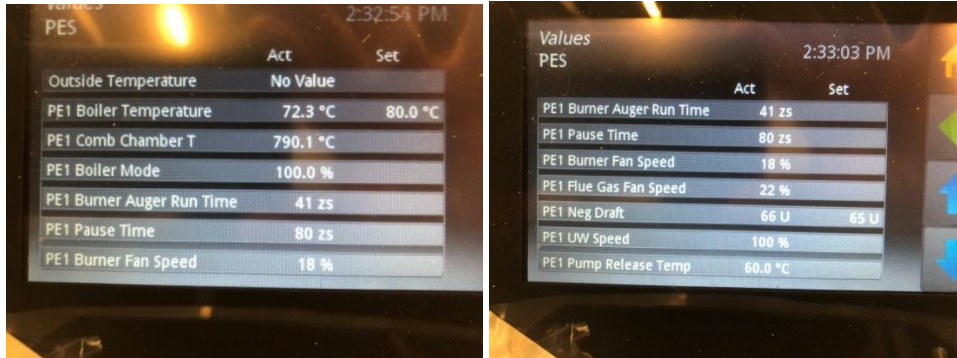 Values
2:32:54 PM
PES
Act Set
Outside Temperature No Value
PE1 Boiler Temperature 72.3 °C 80.0 °C
PE1 Comb Chamber T 790.1 °C
PE1 Boiler Mode 100.0 %
PE1 Burner Auger Run Time 41 zs
PE1 Pause Time 80 zs
PE1 Burner Fan Speed 18 %
Values
2:33:03 PM
PES
Act Set
PE1 Burner Auger Run Time 41 zs
PE1 Pause Time 80 zs
PE1 Burner Fan Speed 18 %
PE1 Flue Gas Fan Speed 22 %
PE1 Neg Draft 66 U 65 U
PE1 UW Speed 100 %
PE1 Pump Release Temp 60.0 °C